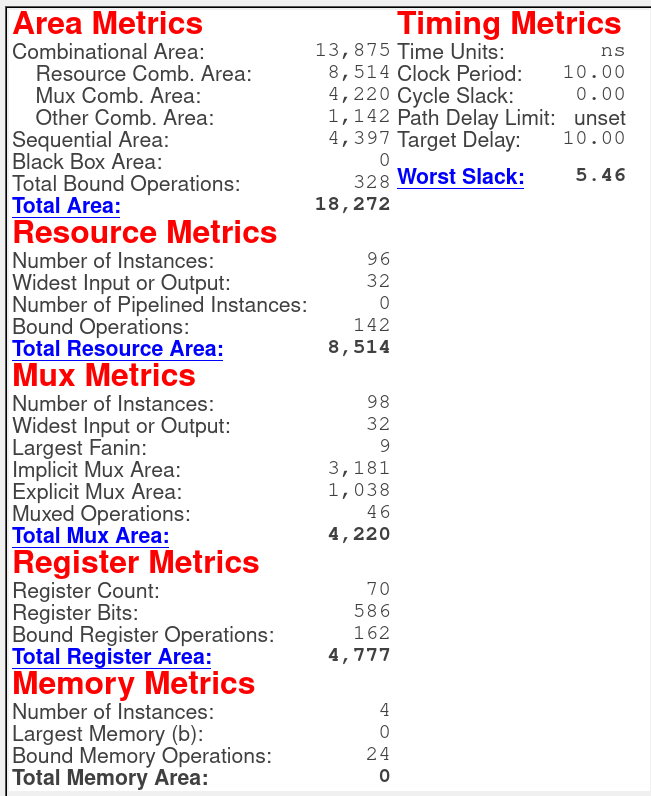 Area Metrics
Combinational Area: 13,875
Resource Comb. Area: 8,514
Mux Comb. Area: 4,220
Other Comb. Area: 1,142
Sequential Area: 4,397
Black Box Area: 0
Total Bound Operations: 328
Total Area: 18,272
Timing Metrics
Time Units: ns
Clock Period: 10.00
Cycle Slack: 0.00
Path Delay Limit: unset
Target Delay: 10.00
Worst Slack: 5.46
Resource Metrics
Number of Instances: 96
Widest Input or Output: 32
Number of Pipelined Instances: 0
Bound Operations: 142
Total Resource Area: 8,514
Mux Metrics
Number of Instances: 98
Widest Input or Output: 32
Largest Fanin: 9
Implicit Mux Area: 3,181
Explicit Mux Area: 1,038
Muxed Operations: 46
Total Mux Area: 4,220
Register Metrics
Register Count: 70
Register Bits: 586
Bound Register Operations: 162
Total Register Area: 4,777
Memory Metrics
Number of Instances: 4
Largest Memory (b): 0
Bound Memory Operations: 24
Total Memory Area: 0